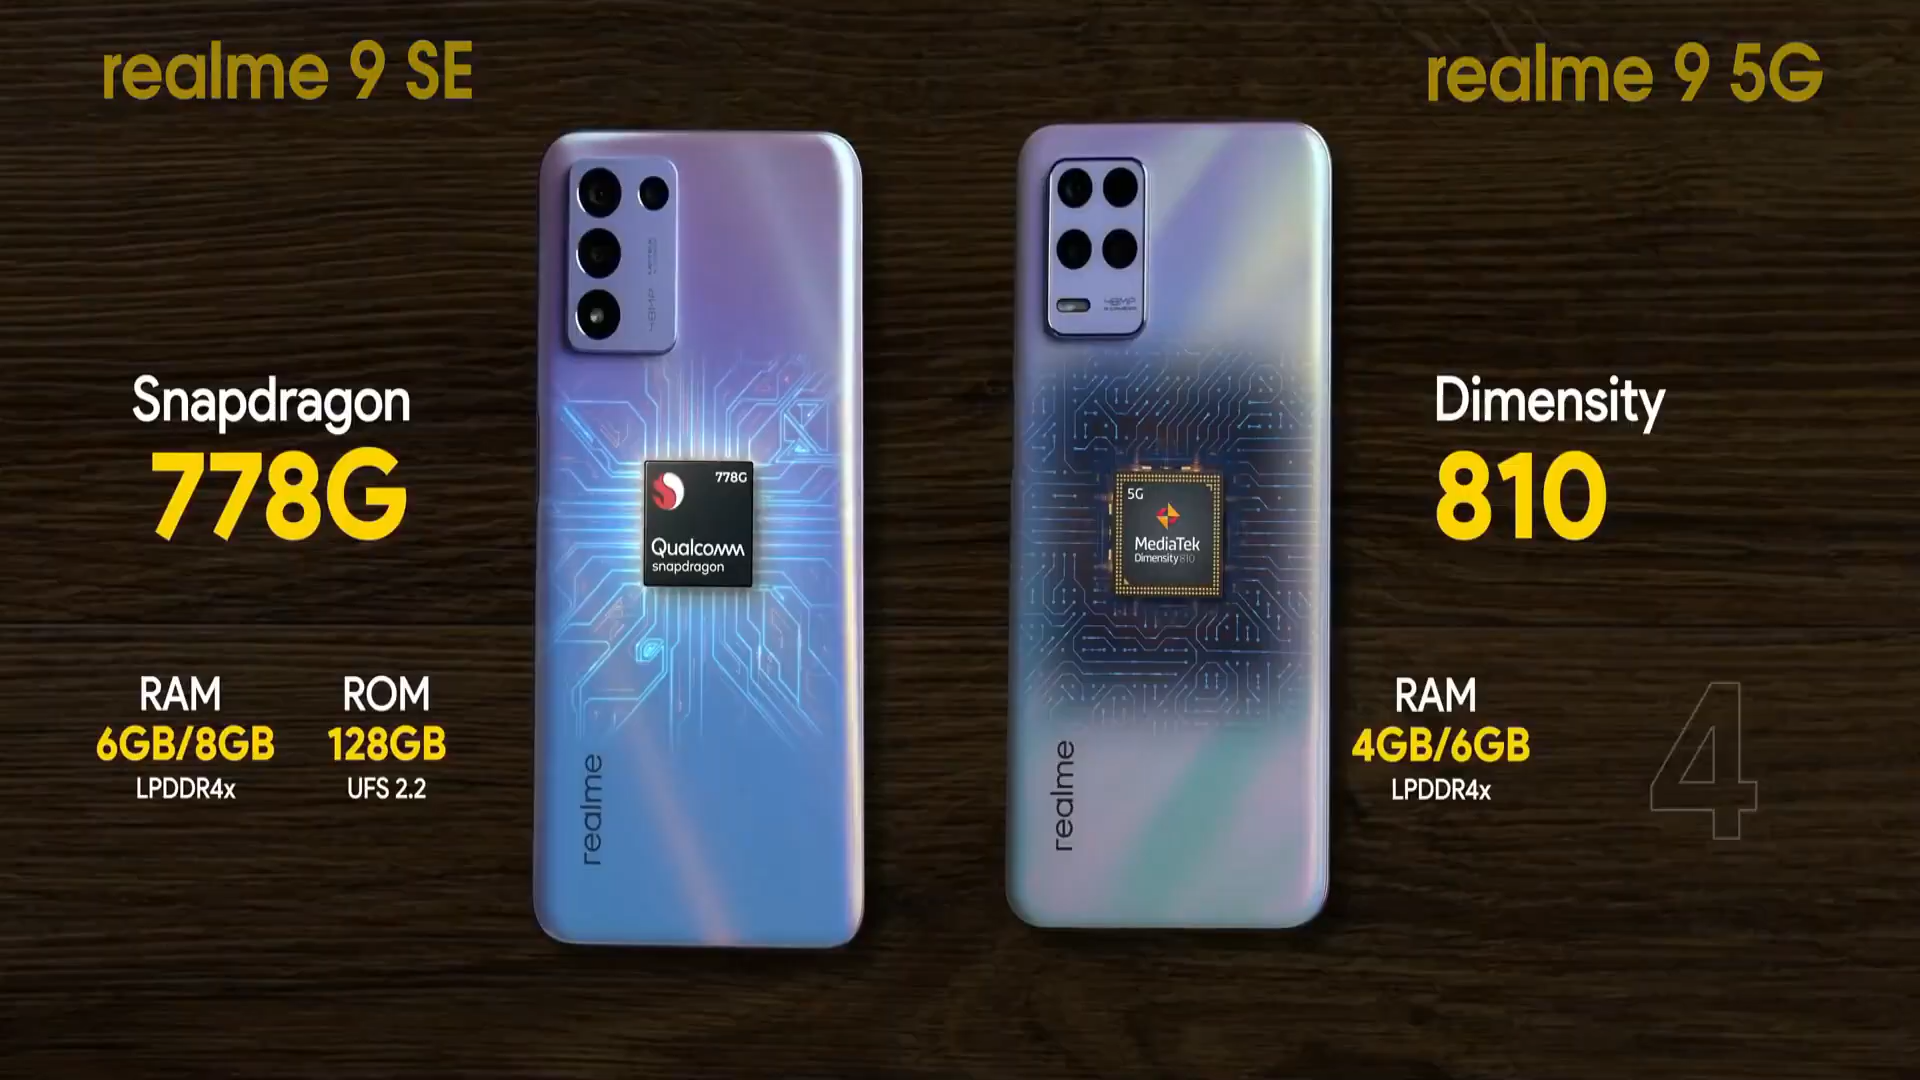 realme 9 SE
realme 9 5G
48MP
48MP
Snapdragon
778G
778G
Qualcomm
snapdragon
5G
MediaTek
Dimensity 810
Dimensity
810
RAM
6GB/8GB
LPDDR4x
ROM
128GB
UFS 2.2
realme
realme
RAM
4GB/6GB
LPDDR4x
4